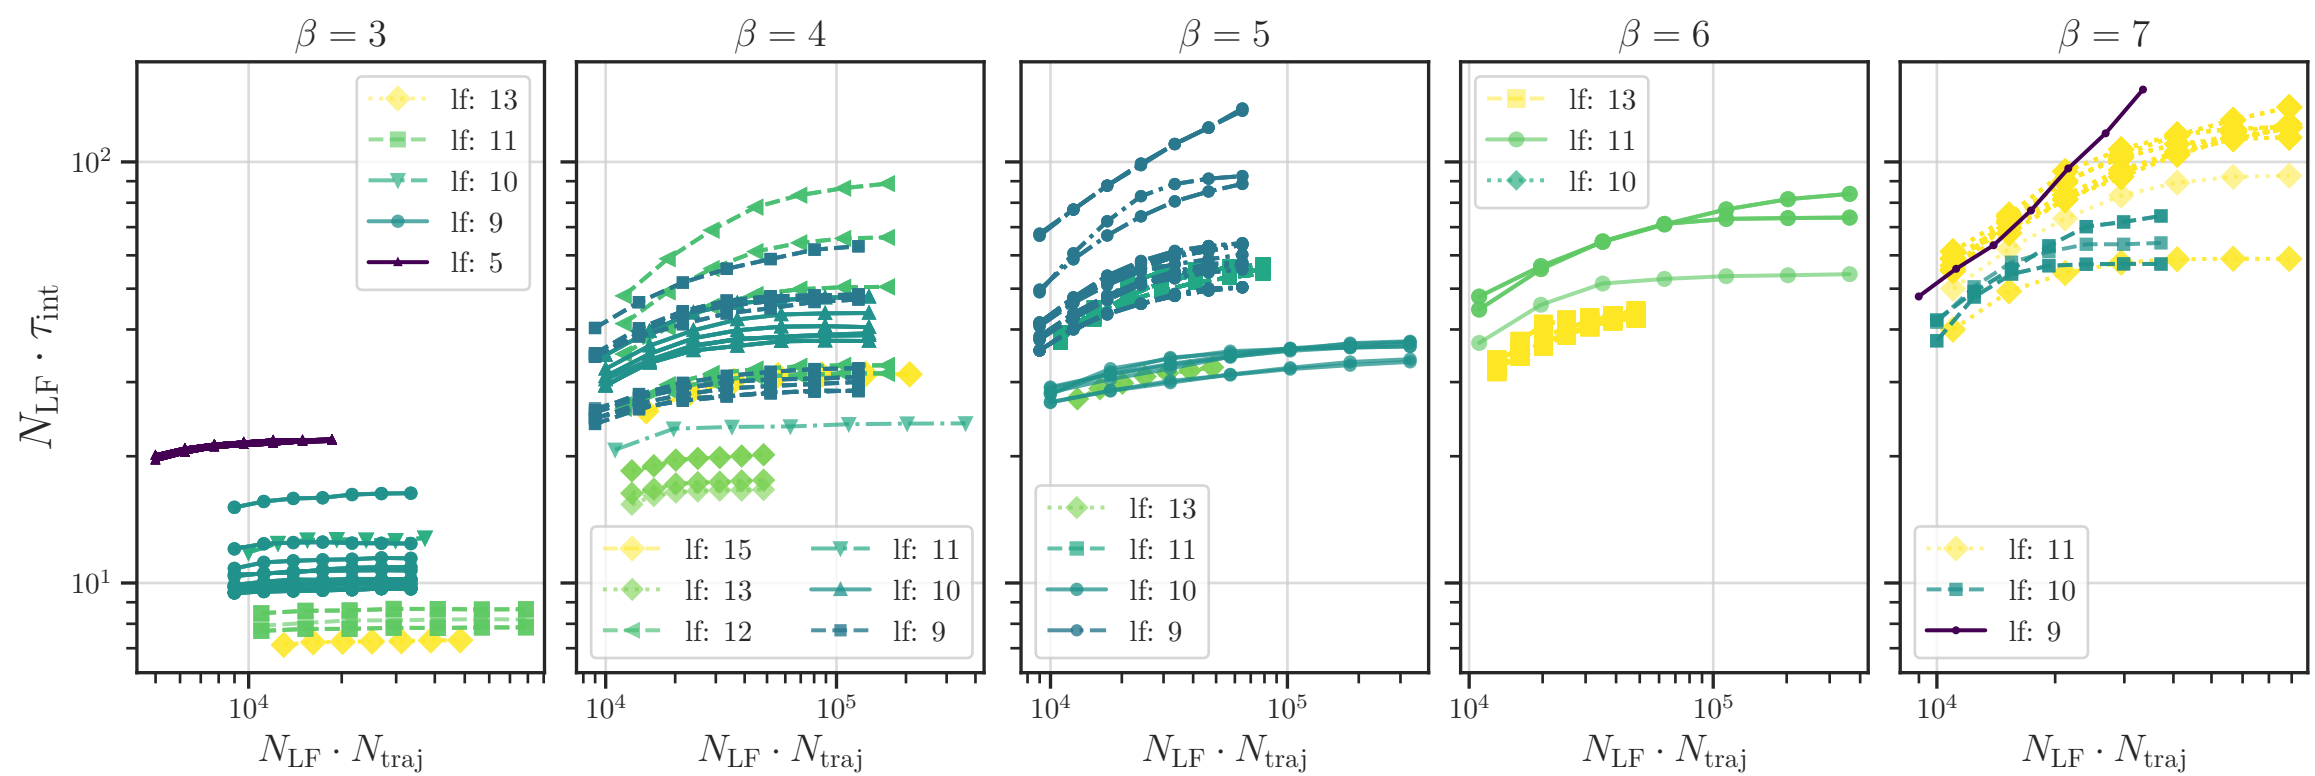 β = 3
β = 4
β = 5
β = 6
β = 7
N_LF · τ_int
10²
10¹
lf: 13
lf: 11
lf: 10
lf: 9
lf: 5
10⁴
N_LF · N_traj
lf: 15
lf: 13
lf: 12
lf: 11
lf: 10
lf: 9
10⁴ 10⁵
N_LF · N_traj
lf: 13
lf: 11
lf: 10
lf: 9
10⁴ 10⁵
N_LF · N_traj
lf: 13
lf: 11
lf: 10
10⁴ 10⁵
N_LF · N_traj
lf: 11
lf: 10
lf: 9
10⁴
N_LF · N_traj